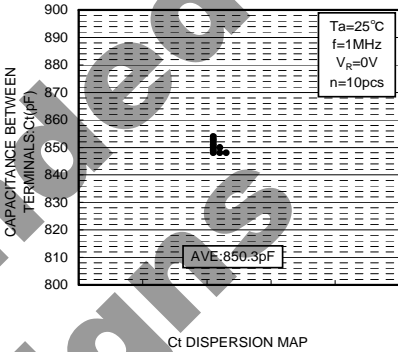 900
890
880
870
860
850
840
830
820
810
800
CAPACITANCE BETWEEN
TERMINALS:Ct(pF)
Ta=25°C
f=1MHz
VR=0V
n=10pcs
AVE:850.3pF
Ct DISPERSION MAP